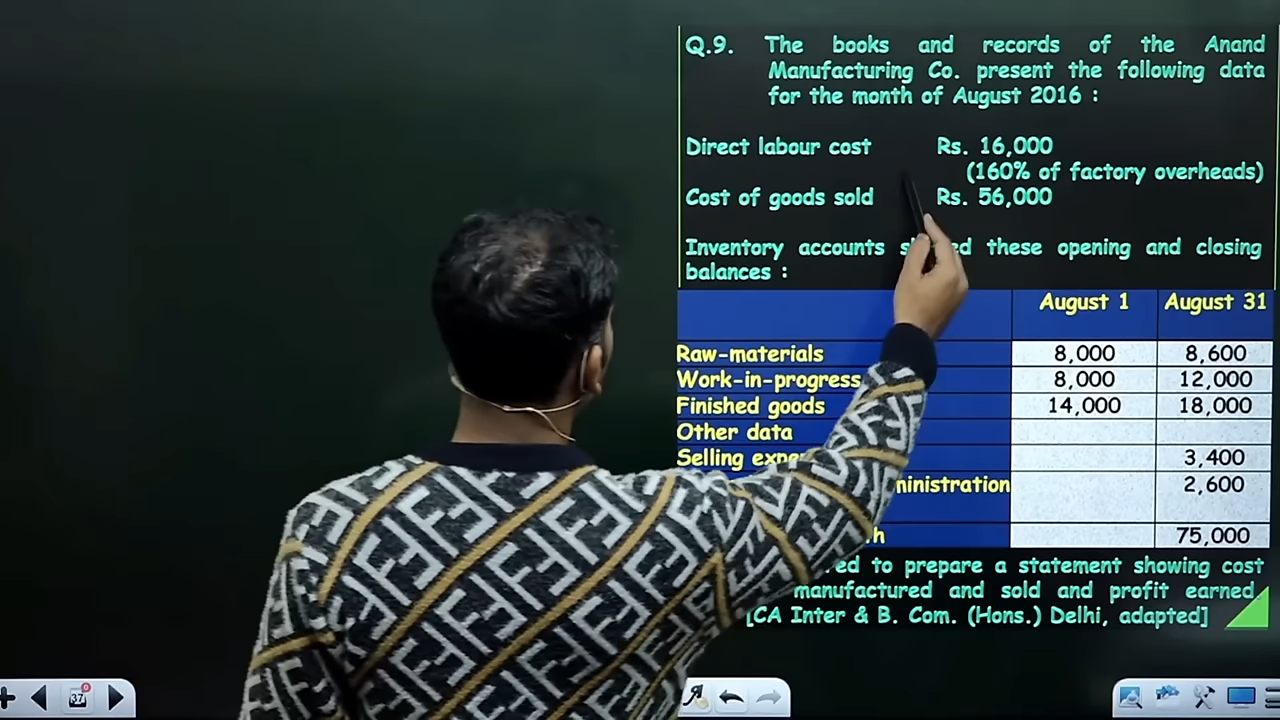 Q.9. The books and records of the Anand
Manufacturing Co. present the following data
for the month of August 2016 :
Direct labour cost Rs. 16,000
(160% of factory overheads)
Cost of goods sold Rs. 56,000
Inventory accounts these opening and closing
balances :
August 1 August 31
Raw-materials 8,000 8,600
Work-in-progress 8,000 12,000
Finished goods 14,000 18,000
Other data
Selling 3,400
2,600
75,000
to prepare a statement showing cost
manufactured and sold and profit earned
[CA Inter & B. Com. (Hons.) Delhi, adapted]
37